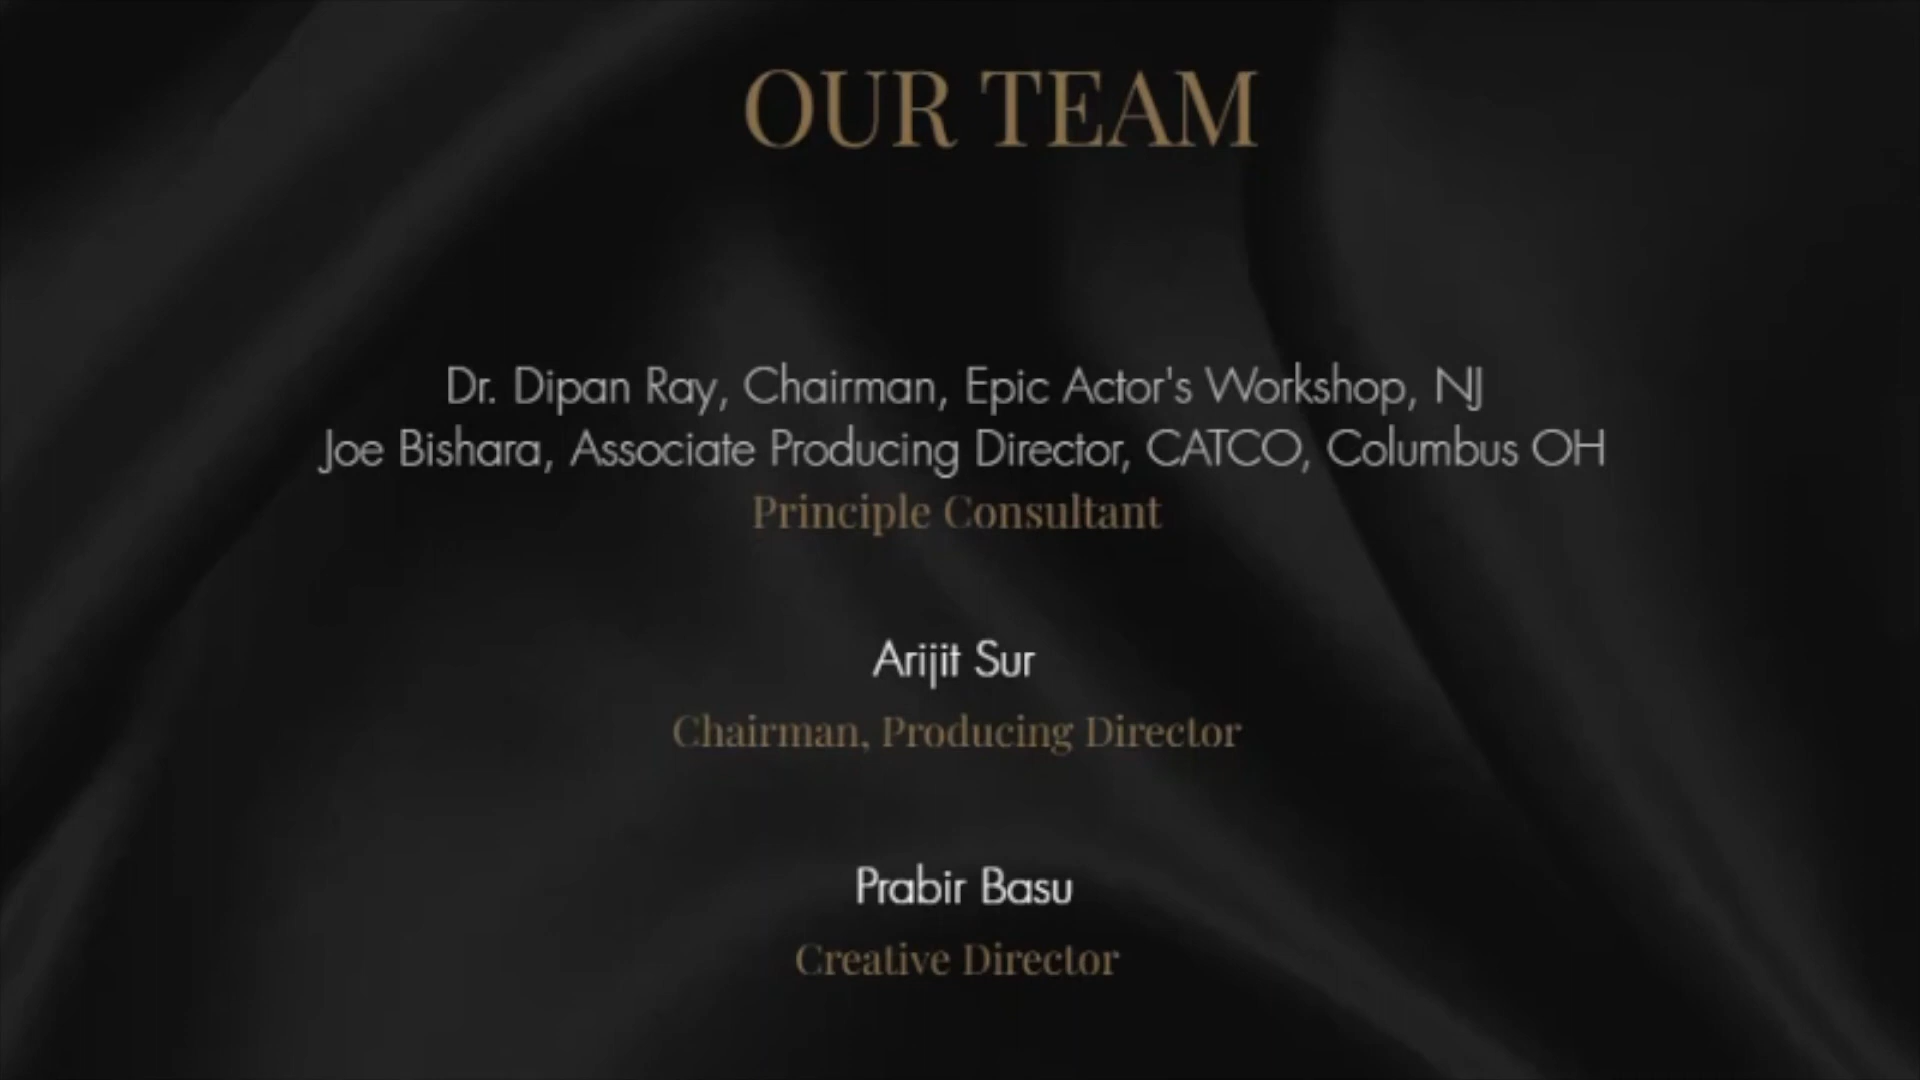 OUR TEAM
Dr. Dipan Ray, Chairman, Epic Actor's Workshop, NJ
Joe Bishara, Associate Producing Director, CATCO, Columbus OH
Principle Consultant
Arijit Sur
Chairman, Producing Director
Prabir Basu
Creative Director